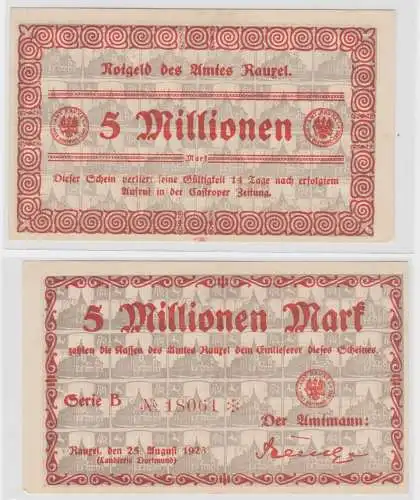 Notgeld des Amtes Rauxel.
5 Millionen
Mark
Dieser Schein verliert seine Gültigkeit 14 Tage nach erfolgtem
Aufruf in der Castroper Zeitung.
5 Millionen Mark
zahlen die Kassen des Amtes Rauxel dem Einlieferer dieses Scheines
Serie B № 18061 *
Der Amtmann:
Rauxel, den 25 August 1923.
(Landkreis Dortmund)